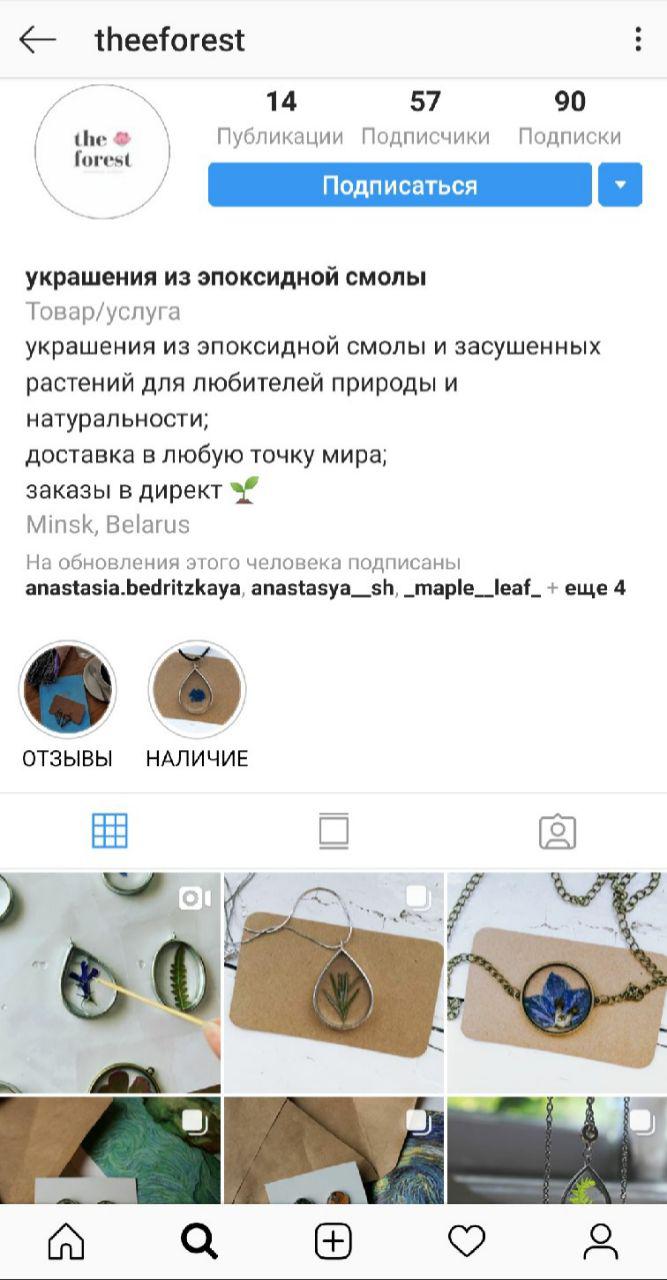 theeforest
the
forest
14 57 90
Публикации Подписчики Подписки
Подписаться
украшения из эпоксидной смолы
Товар/услуга
украшения из эпоксидной смолы и засушенных
растений для любителей природы и
натуральности;
доставка в любую точку мира;
заказы в директ
Minsk, Belarus
На обновления этого человека подписаны
anastasia.bedritzkaya, anastasya__sh, _maple__leaf_ + еще 4
ОТЗЫВЫ НАЛИЧИЕ